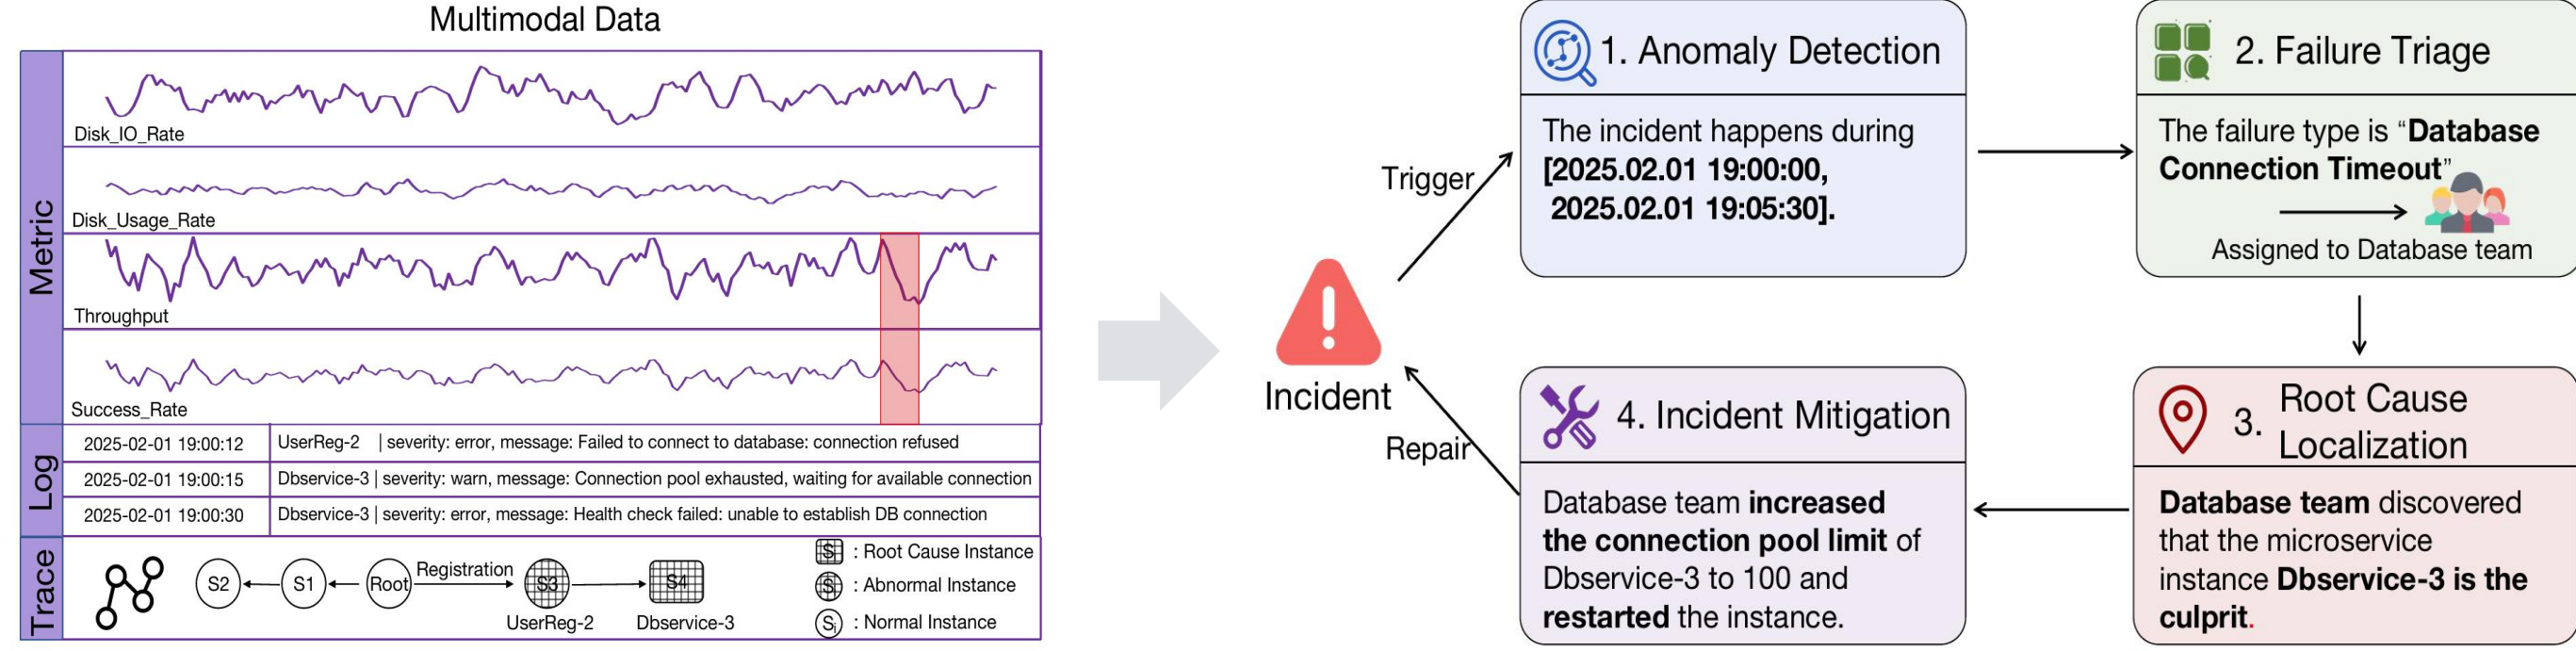 Multimodal Data
Metric
Disk_IO_Rate
Disk_Usage_Rate
Throughput
Success_Rate
Log
2025-02-01 19:00:12 UserReg-2 | severity: error, message: Failed to connect to database: connection refused
2025-02-01 19:00:15 Dbservice-3 | severity: warn, message: Connection pool exhausted, waiting for available connection
2025-02-01 19:00:30 Dbservice-3 | severity: error, message: Health check failed: unable to establish DB connection
Trace
S2 S1 Root Registration S3 S4
UserReg-2 Dbservice-3
S : Root Cause Instance
S : Abnormal Instance
Si : Normal Instance
Incident
Trigger
Repair
1. Anomaly Detection
The incident happens during
[2025.02.01 19:00:00,
2025.02.01 19:05:30].
2. Failure Triage
The failure type is “Database
Connection Timeout”
Assigned to Database team
3. Root Cause
Localization
Database team discovered
that the microservice
instance Dbservice-3 is the
culprit.
4. Incident Mitigation
Database team increased
the connection pool limit of
Dbservice-3 to 100 and
restarted the instance.